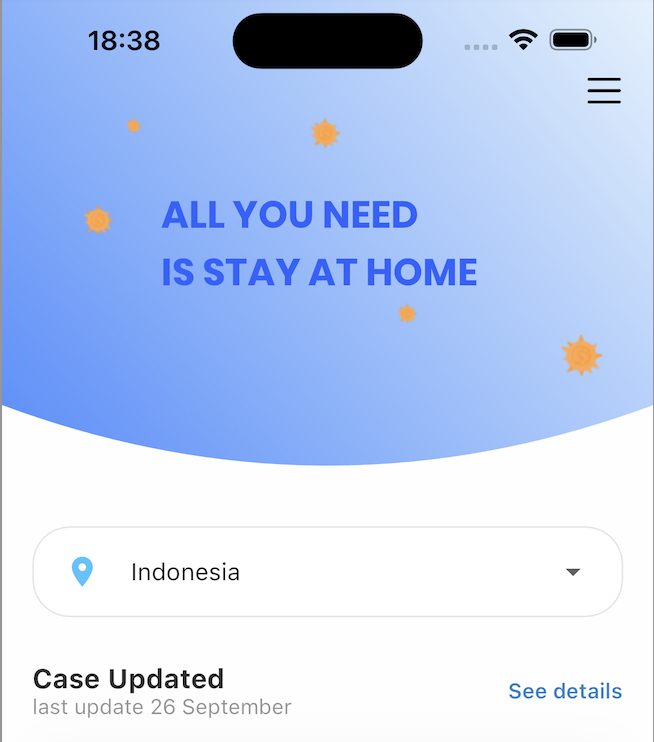 18:38
ALL YOU NEED
IS STAY AT HOME
Indonesia
Case Updated
last update 26 September
See details